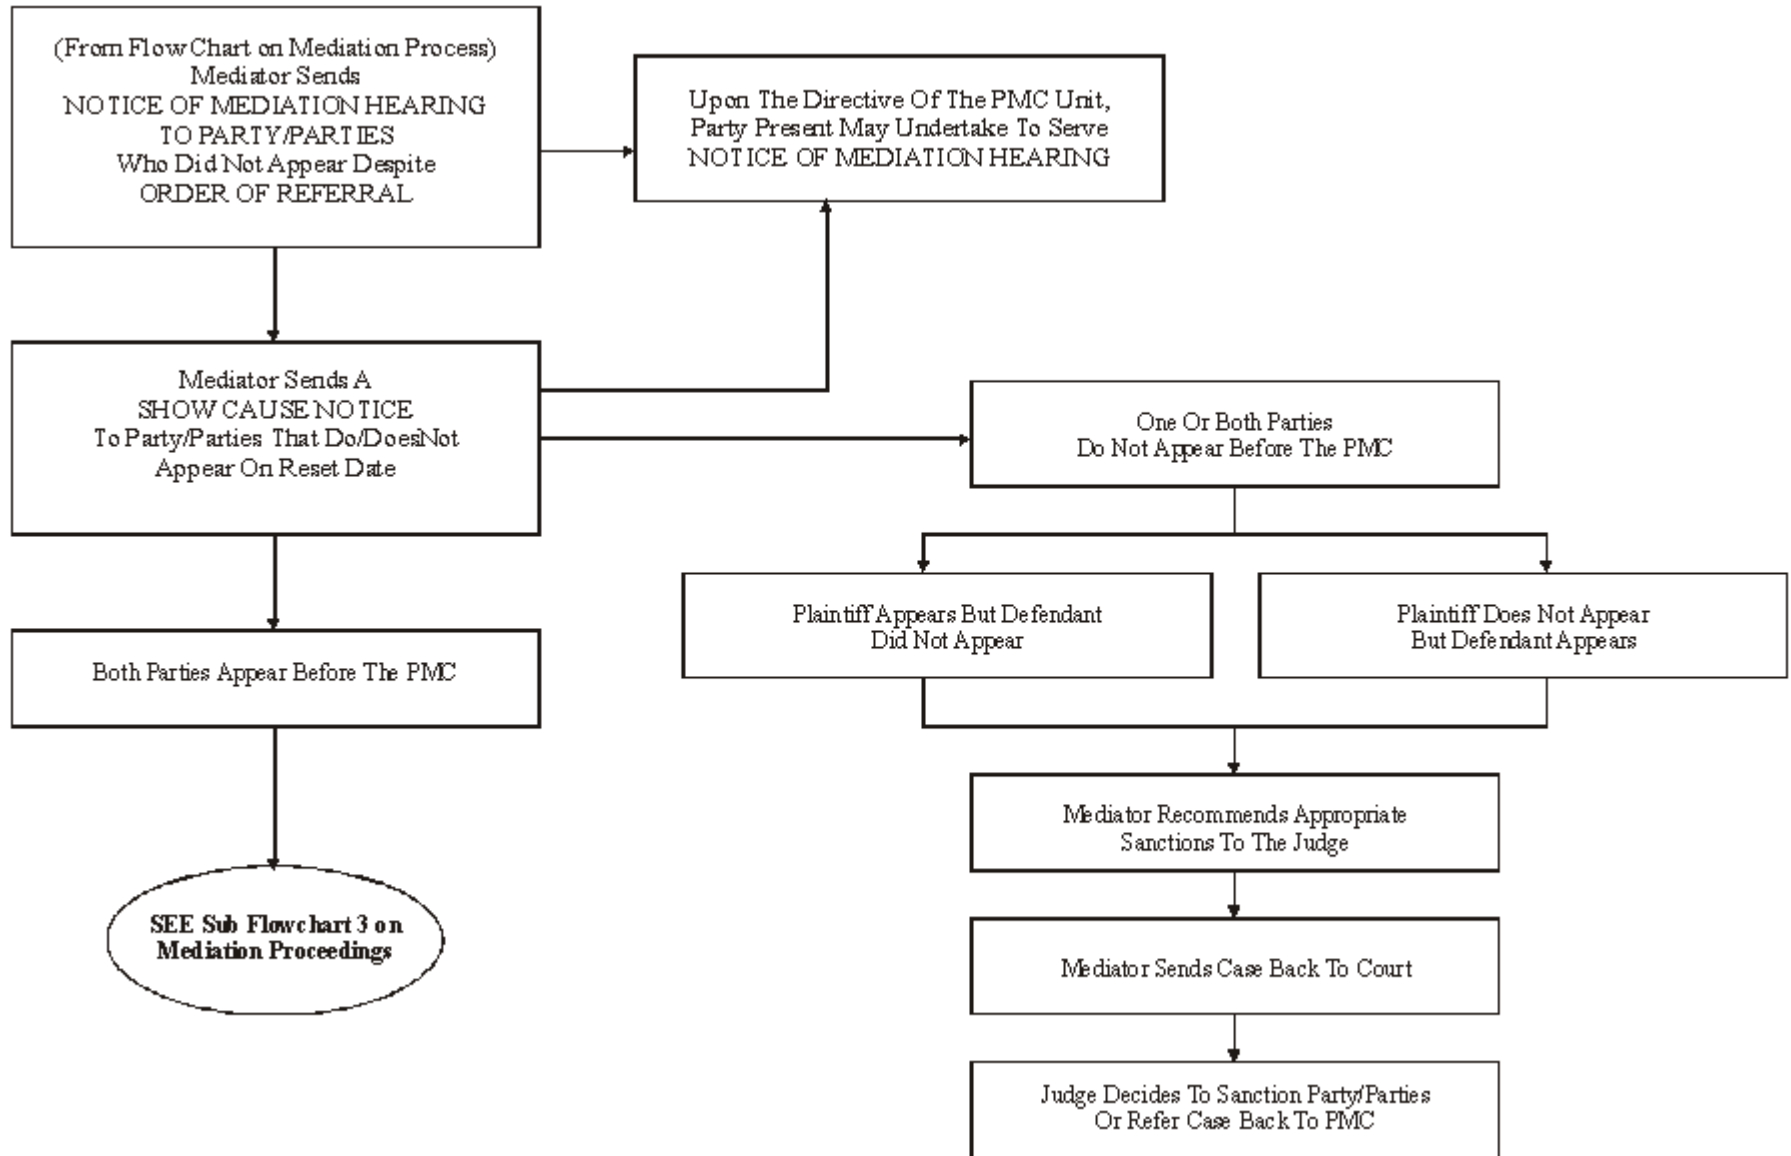 (From Flow Chart on Mediation Process)
Mediator Sends
NOTICE OF MEDIATION HEARING
TO PARTY/PARTIES
Who Did Not Appear Despite
ORDER OF REFERRAL
Upon The Directive Of The PMC Unit,
Party Present May Undertake To Serve
NOTICE OF MEDIATION HEARING
Mediator Sends A
SHOW CAUSE NOTICE
To Party/Parties That Do/DoesNot
Appear On Reset Date
One Or Both Parties
Do Not Appear Before The PMC
Plaintiff Appears But Defendant
Did Not Appear
Plaintiff Does Not Appear
But Defendant Appears
Both Parties Appear Before The PMC
Mediator Recommends Appropriate
Sanctions To The Judge
SEE Sub Flowchart 3 on
Mediation Proceedings
Mediator Sends Case Back To Court
Judge Decides To Sanction Party/Parties
Or Refer Case Back To PMC